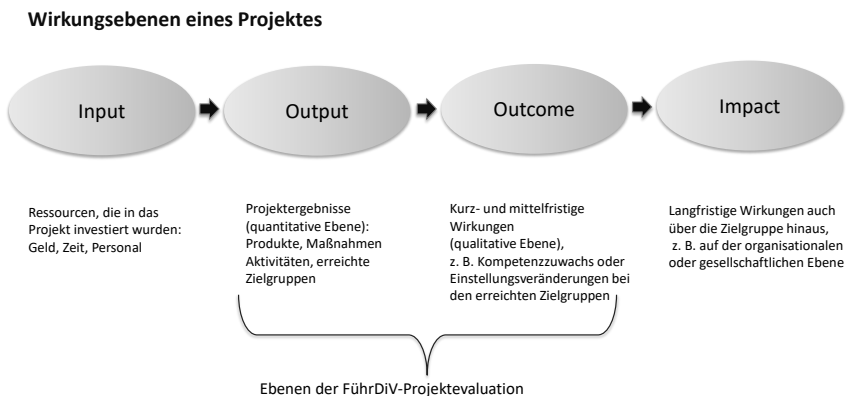 Wirkungsebenen eines Projektes
Input
Output
Outcome
Impact
Ressourcen, die in das
Projekt investiert wurden:
Geld, Zeit, Personal
Projektergebnisse
(quantitative Ebene):
Produkte, Maßnahmen
Aktivitäten, erreichte
Zielgruppen
Kurz- und mittelfristige
Wirkungen
(qualitative Ebene),
z. B. Kompetenzzuwachs oder
Einstellungsveränderungen bei
den erreichten Zielgruppen
Langfristige Wirkungen auch
über die Zielgruppe hinaus,
z. B. auf der organisationalen
oder gesellschaftlichen Ebene
Ebenen der FührDiV-Projektevaluation